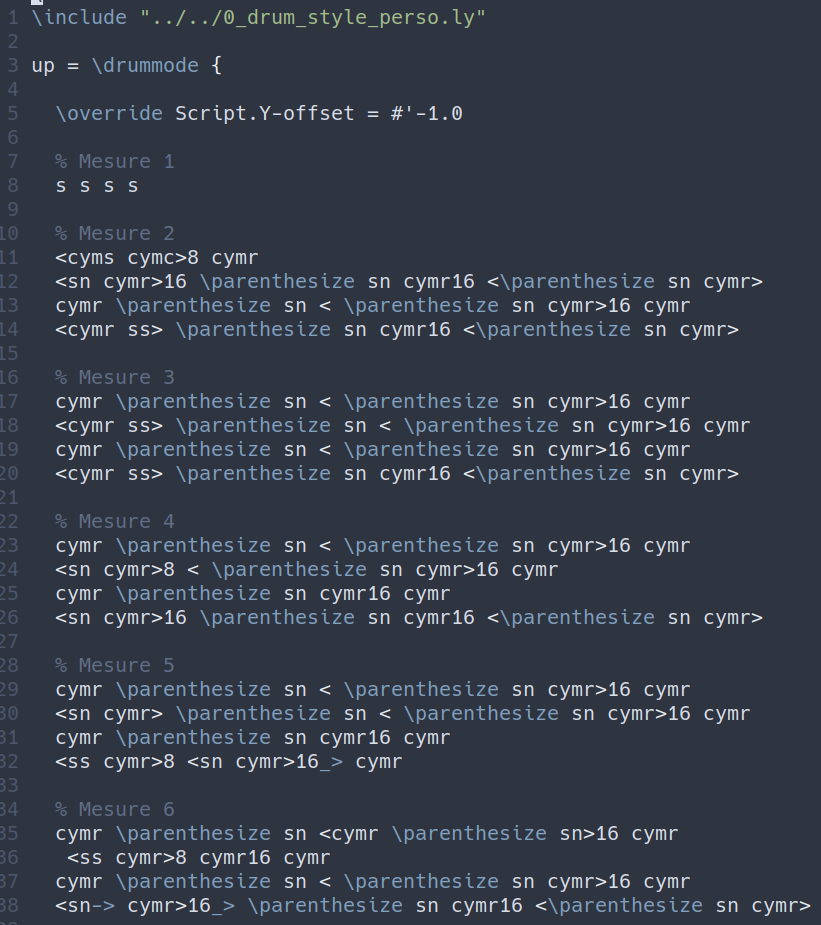 1 \include "../../0_drum_style_perso.ly"
2
3 up = \drummode {
4
5 \override Script.Y-offset = #'-1.0
6
7 % Mesure 1
8 s s s s
9
10 % Mesure 2
11 <cyms cymc>8 cymr
12 <sn cymr>16 \parenthesize sn cymr16 <\parenthesize sn cymr>
13 cymr \parenthesize sn < \parenthesize sn cymr>16 cymr
14 <cymr ss> \parenthesize sn cymr16 <\parenthesize sn cymr>
15
16 % Mesure 3
17 cymr \parenthesize sn < \parenthesize sn cymr>16 cymr
18 <cymr ss> \parenthesize sn < \parenthesize sn cymr>16 cymr
19 cymr \parenthesize sn < \parenthesize sn cymr>16 cymr
20 <cymr ss> \parenthesize sn cymr16 <\parenthesize sn cymr>
21
22 % Mesure 4
23 cymr \parenthesize sn < \parenthesize sn cymr>16 cymr
24 <sn cymr>8 < \parenthesize sn cymr>16 cymr
25 cymr \parenthesize sn cymr16 cymr
26 <sn cymr>16 \parenthesize sn cymr16 <\parenthesize sn cymr>
27
28 % Mesure 5
29 cymr \parenthesize sn < \parenthesize sn cymr>16 cymr
30 <sn cymr> \parenthesize sn < \parenthesize sn cymr>16 cymr
31 cymr \parenthesize sn cymr16 cymr
32 <ss cymr>8 <sn cymr>16_> cymr
33
34 % Mesure 6
35 cymr \parenthesize sn <cymr \parenthesize sn>16 cymr
36 <ss cymr>8 cymr16 cymr
37 cymr \parenthesize sn < \parenthesize sn cymr>16 cymr
38 <sn-> cymr>16_> \parenthesize sn cymr16 <\parenthesize sn cymr>